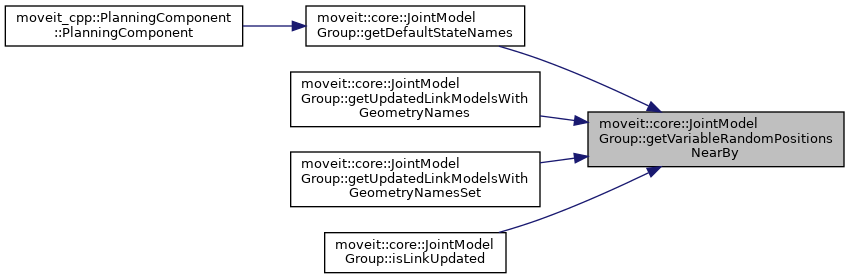 moveit_cpp::PlanningComponent
::PlanningComponent
moveit::core::JointModel
Group::getDefaultStateNames
moveit::core::JointModel
Group::getUpdatedLinkModelsWith
GeometryNames
moveit::core::JointModel
Group::getUpdatedLinkModelsWith
GeometryNamesSet
moveit::core::JointModel
Group::isLinkUpdated
moveit::core::JointModel
Group::getVariableRandomPositions
NearBy